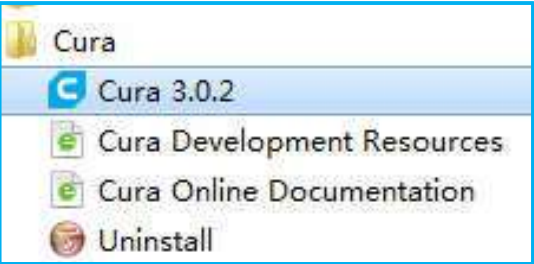 Cura
Cura 3.0.2
Cura Development Resources
Cura Online Documentation
Uninstall